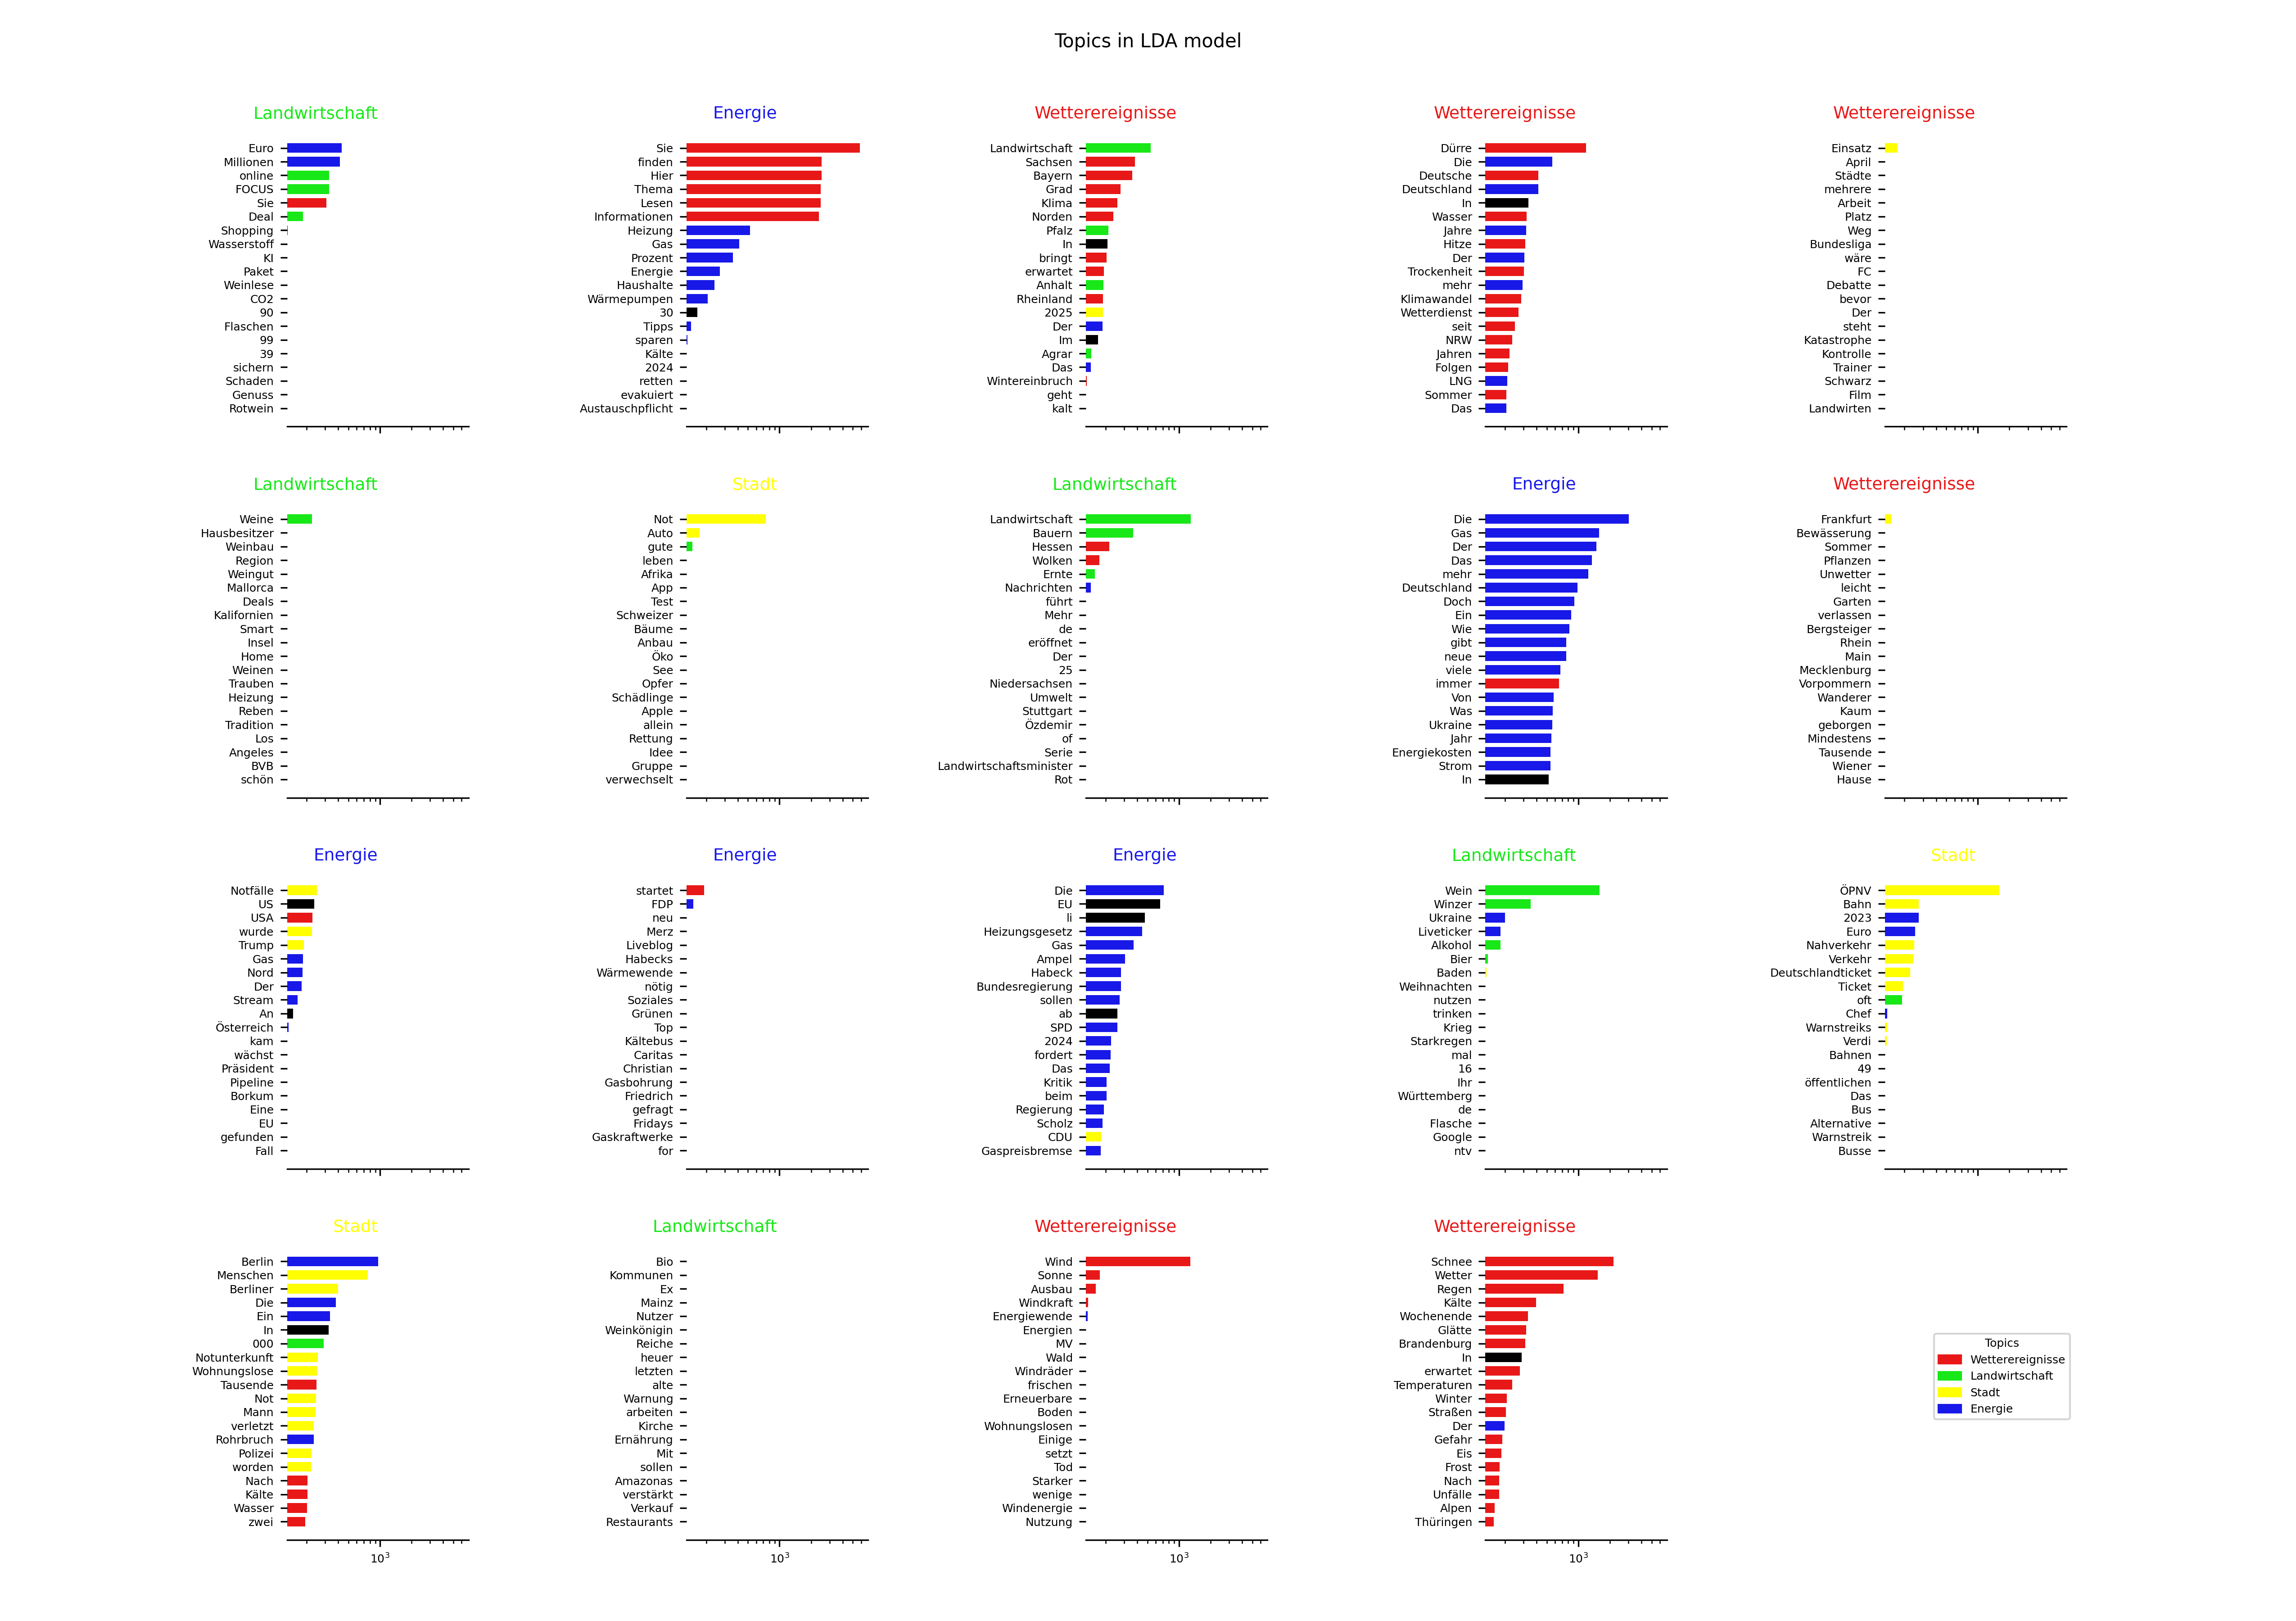 Topics in LDA model
Landwirtschaft
Euro
Millionen
online
FOCUS
Sie
Deal
Shopping
Wasserstoff
KI
Paket
Weinlese
CO2
90
Flaschen
99
39
sichern
Schaden
Genuss
Rotwein
Energie
Sie
finden
Hier
Thema
Lesen
Informationen
Heizung
Gas
Prozent
Energie
Haushalte
Wärmepumpen
30
Tipps
sparen
Kälte
2024
retten
evakuiert
Austauschpflicht
Wetterereignisse
Landwirtschaft
Sachsen
Bayern
Grad
Klima
Norden
Pfalz
In
bringt
erwartet
Anhalt
Rheinland
2025
Der
Im
Agrar
Das
Wintereinbruch
geht
kalt
Wetterereignisse
Dürre
Die
Deutsche
Deutschland
In
Wasser
Jahre
Hitze
Der
Trockenheit
mehr
Klimawandel
Wetterdienst
seit
NRW
Jahren
Folgen
LNG
Sommer
Das
Wetterereignisse
Einsatz
April
Städte
mehrere
Arbeit
Platz
Weg
Bundesliga
wäre
FC
Debatte
bevor
Der
steht
Katastrophe
Kontrolle
Trainer
Schwarz
Film
Landwirten
Landwirtschaft
Weine
Hausbesitzer
Weinbau
Region
Weingut
Mallorca
Deals
Kalifornien
Smart
Insel
Home
Weinen
Trauben
Heizung
Reben
Tradition
Los
Angeles
BVB
schön
Stadt
Not
Auto
gute
leben
Afrika
App
Test
Schweizer
Bäume
Anbau
Öko
See
Opfer
Schädlinge
Apple
allein
Rettung
Idee
Gruppe
verwechselt
Landwirtschaft
Landwirtschaft
Bauern
Hessen
Wolken
Ernte
Nachrichten
führt
Mehr
de
eröffnet
Der
25
Niedersachsen
Umwelt
Stuttgart
Özdemir
of
Serie
Landwirtschaftsminister
Rot
Energie
Die
Gas
Der
Das
mehr
Deutschland
Doch
Ein
Wie
gibt
neue
viele
immer
Von
Was
Ukraine
Jahr
Energiekosten
Strom
In
Wetterereignisse
Frankfurt
Bewässerung
Sommer
Pflanzen
Unwetter
leicht
Garten
verlassen
Bergsteiger
Rhein
Main
Mecklenburg
Vorpommern
Wanderer
Kaum
geborgen
Mindestens
Tausende
Wiener
Hause
Energie
Notfälle
US
USA
wurde
Trump
Gas
Nord
Der
Stream
An
Österreich
kam
wächst
Präsident
Pipeline
Borkum
Eine
EU
gefunden
Fall
Energie
startet
FDP
neu
Merz
Liveblog
Habecks
Wärmewende
nötig
Soziales
Grünen
Top
Kältebus
Caritas
Christian
Gasbohrung
Friedrich
gefragt
Fridays
Gaskraftwerke
for
Energie
Die
EU
li
Heizungsgesetz
Gas
Ampel
Habeck
Bundesregierung
sollen
ab
SPD
2024
fordert
Das
Kritik
beim
Regierung
Scholz
CDU
Gaspreisbremse
Landwirtschaft
Wein
Winzer
Ukraine
Liveticker
Alkohol
Bier
Baden
Weihnachten
nutzen
trinken
Krieg
Starkregen
mal
16
Ihr
Württemberg
de
Flasche
Google
ntv
Stadt
ÖPNV
Bahn
2023
Euro
Nahverkehr
Verkehr
Deutschlandticket
Ticket
oft
Chef
Warnstreiks
Verdi
Bahnen
49
öffentlichen
Das
Bus
Alternative
Warnstreik
Busse
Stadt
Berlin
Menschen
Berliner
Die
Ein
In
000
Notunterkunft
Wohnungslose
Tausende
Not
Mann
verletzt
Rohrbruch
Polizei
worden
Nach
Kälte
Wasser
zwei
10³
Landwirtschaft
Bio
Kommunen
Ex
Mainz
Nutzer
Weinkönigin
Reiche
heuer
letzten
alte
Warnung
arbeiten
Kirche
Ernährung
Mit
sollen
Amazonas
verstärkt
Verkauf
Restaurants
10³
Wetterereignisse
Wind
Sonne
Ausbau
Windkraft
Energiewende
Energien
MV
Wald
Windräder
frischen
Erneuerbare
Boden
Wohnungslosen
Einige
setzt
Tod
Starker
wenige
Windenergie
Nutzung
10³
Wetterereignisse
Schnee
Wetter
Regen
Kälte
Wochenende
Glätte
Brandenburg
In
erwartet
Temperaturen
Winter
Straßen
Der
Gefahr
Eis
Frost
Nach
Unfälle
Alpen
Thüringen
10³
Topics
Wetterereignisse
Landwirtschaft
Stadt
Energie